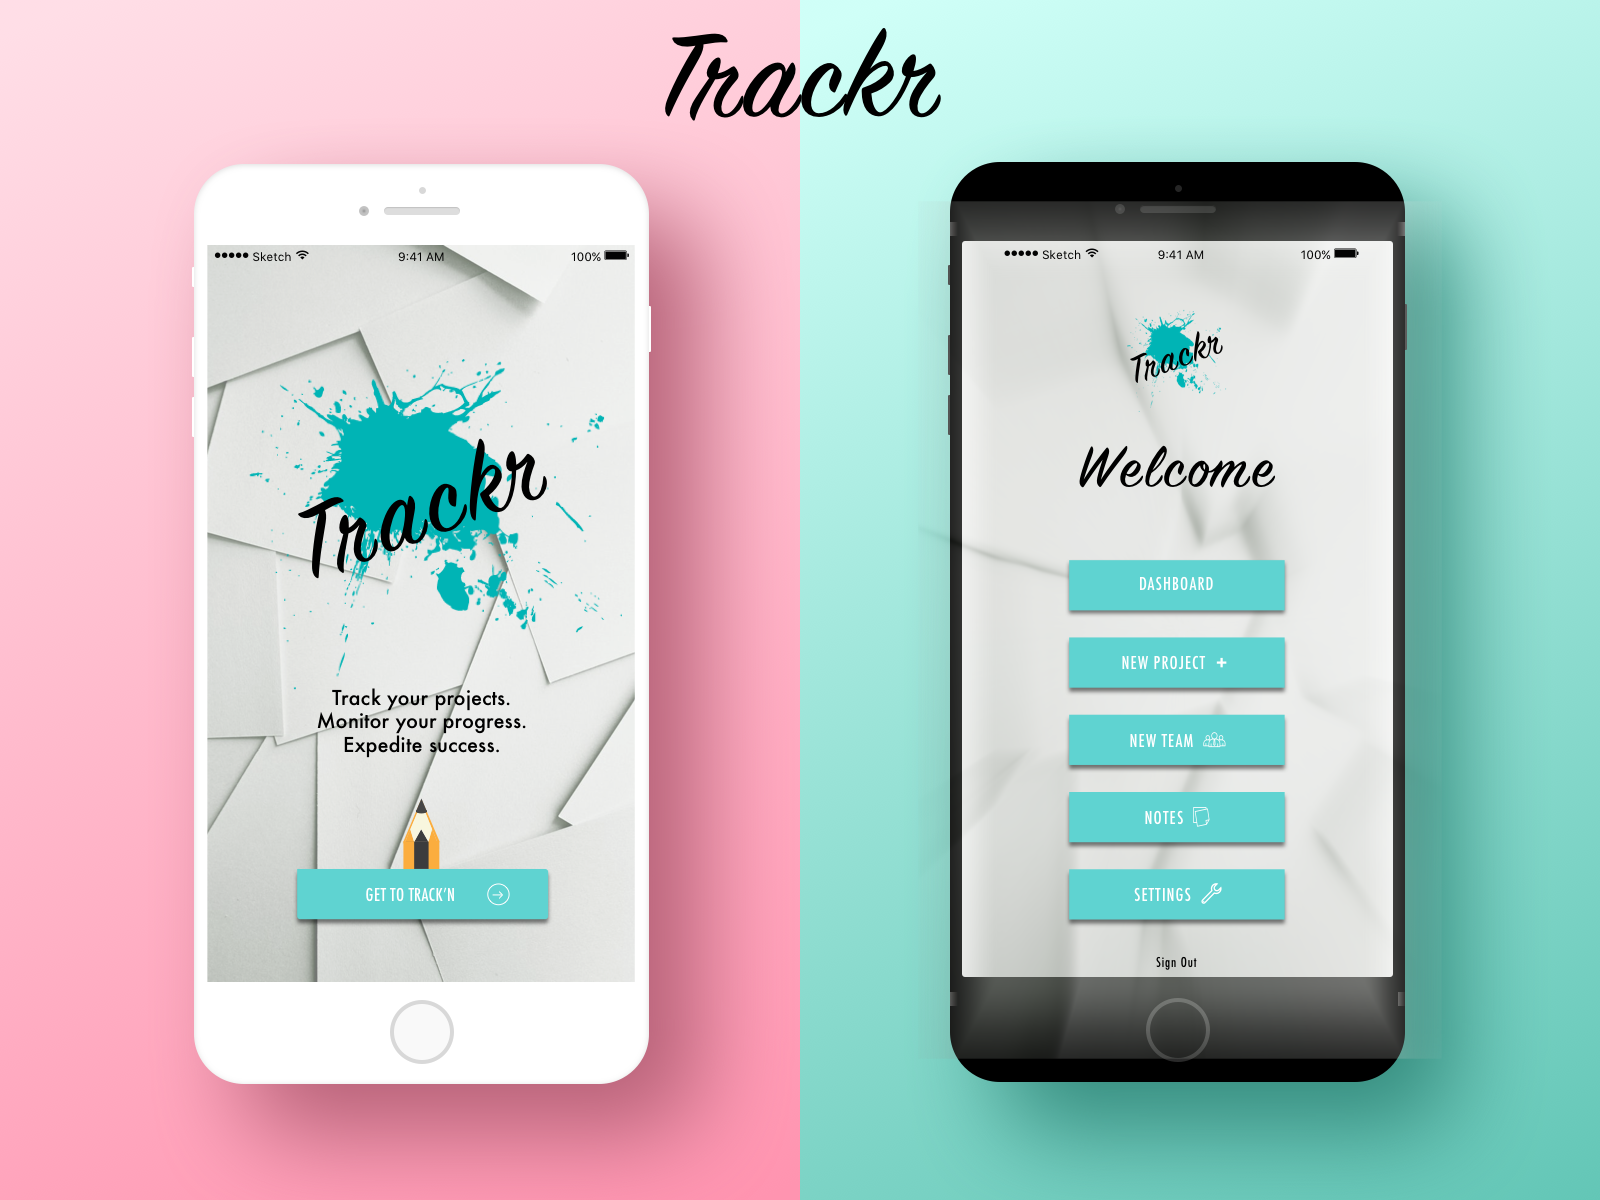 Trackr
Sketch 9:41 AM 100%
Trackr
Track your projects.
Monitor your progress.
Expedite success.
GET TO TRACK'N
Sketch 9:41 AM 100%
Trackr
Welcome
DASHBOARD
NEW PROJECT +
NEW TEAM
NOTES
SETTINGS
Sign Out